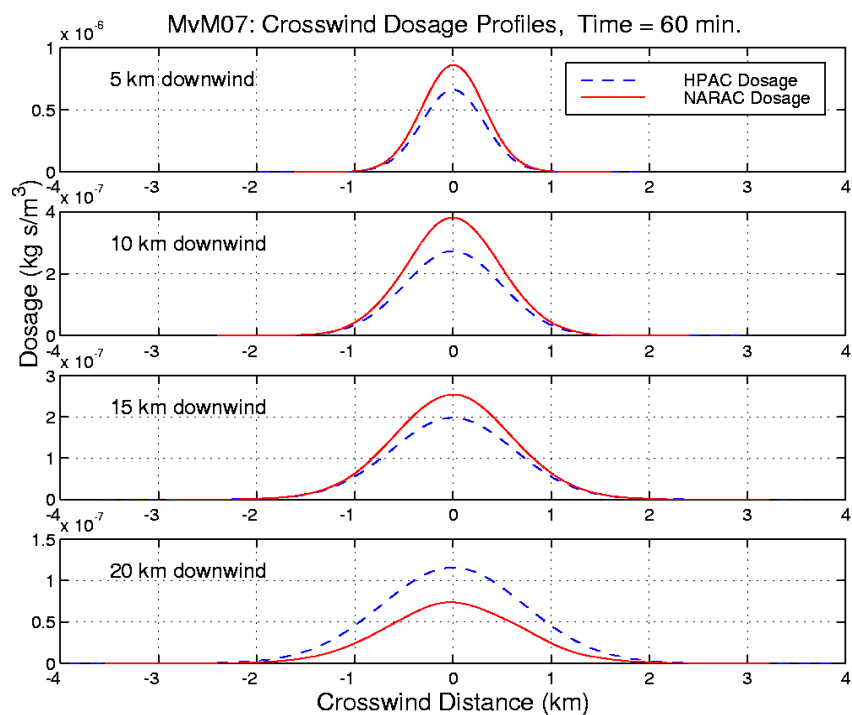 MvM07: Crosswind Dosage Profiles,  Time = 60 min.
x 10^-6
1
0.5
0
5 km downwind
HPAC Dosage
NARAC Dosage
-4 -3 -2 -1 0 1 2 3 4
x 10^-7
4
2
0
10 km downwind
-4 -3 -2 -1 0 1 2 3 4
x 10^-7
3
2
1
0
15 km downwind
-4 -3 -2 -1 0 1 2 3 4
x 10^-7
1.5
1
0.5
0
20 km downwind
-4 -3 -2 -1 0 1 2 3 4
Crosswind Distance (km)
Dosage (kg s/m^3)